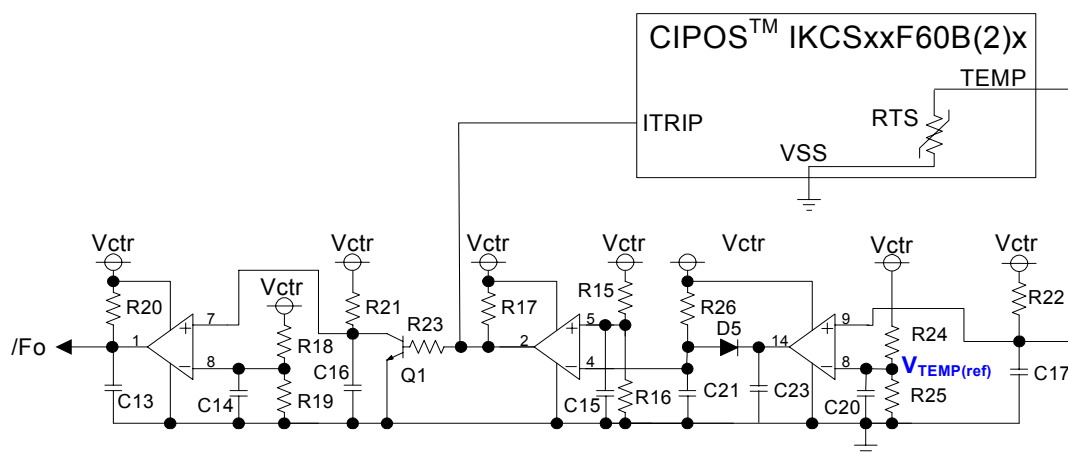 CIPOS™ IKCSxxF60B(2)x
TEMP
RTS
ITRIP
VSS
Vctr
Vctr
Vctr
Vctr
Vctr
Vctr
Vctr
Vctr
R20
7
R21
R17
R15
R26
R22
R18
R23
5
D5
9
R24
/Fo
1
2
14
8
C16
Q1
4
8
VTEMP(ref)
C13
C14
R19
C15
R16
C21
C23
C20
R25
C17